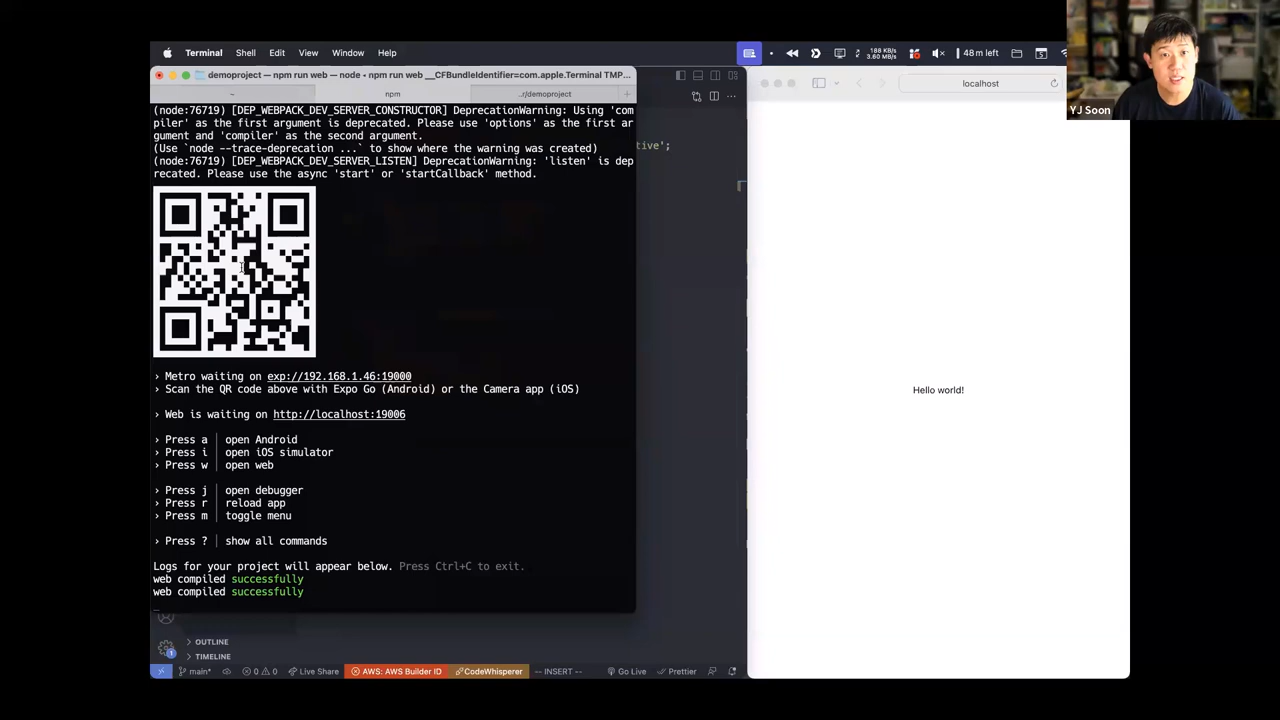 Terminal Shell Edit View Window Help
188 KB/s
3.60 MB/s
48 m left
demoproject — npm run web — node ◂ npm run web __CFBundleIdentifier=com.apple.Terminal TMP...
~ npm ..r/demoproject
localhost
YJ Soon
(node:76719) [DEP_WEBPACK_DEV_SERVER_CONSTRUCTOR] DeprecationWarning: Using 'com
piler' as the first argument is deprecated. Please use 'options' as the first ar
gument and 'compiler' as the second argument.
(Use `node --trace-deprecation ...` to show where the warning was created)
(node:76719) [DEP_WEBPACK_DEV_SERVER_LISTEN] DeprecationWarning: 'listen' is dep
recated. Please use the async 'start' or 'startCallback' method.
tive';
› Metro waiting on exp://192.168.1.46:19000
› Scan the QR code above with Expo Go (Android) or the Camera app (iOS)
› Web is waiting on http://localhost:19006
› Press a │ open Android
› Press i │ open iOS simulator
› Press w │ open web
› Press j │ open debugger
› Press r │ reload app
› Press m │ toggle menu
› Press ? │ show all commands
Logs for your project will appear below. Press Ctrl+C to exit.
web compiled successfully
web compiled successfully
Hello world!
OUTLINE
TIMELINE
1
main* 0 0 Live Share AWS: AWS Builder ID CodeWhisperer -- INSERT -- Go Live Prettier